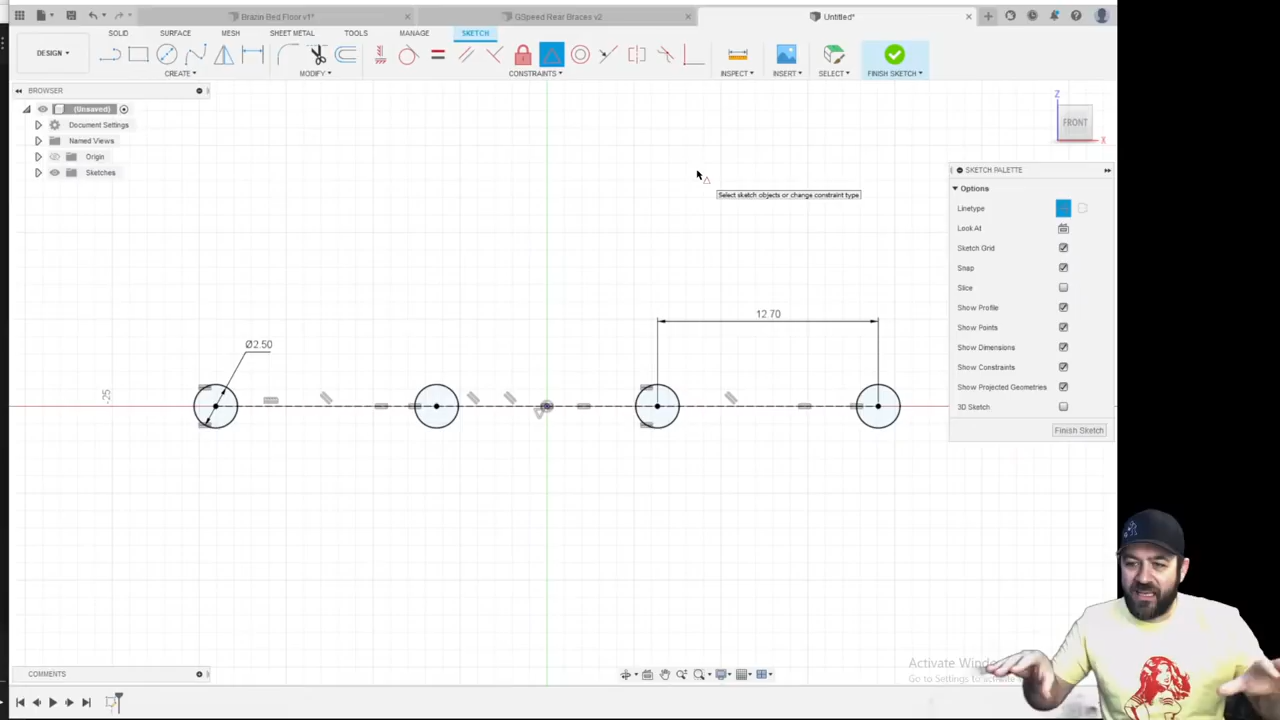 Brazin Bed Floor v1*
GSpeed Rear Braces v2
Untitled*
DESIGN
SOLID
SURFACE
MESH
SHEET METAL
TOOLS
MANAGE
SKETCH
CREATE
MODIFY
CONSTRAINTS
INSPECT
INSERT
SELECT
FINISH SKETCH
BROWSER
(Unsaved)
Document Settings
Named Views
Origin
Sketches
Z
FRONT
X
Select sketch objects or change constraint type
SKETCH PALETTE
Options
Linetype
Look At
Sketch Grid
Snap
Slice
Show Profile
Show Points
Show Dimensions
Show Constraints
Show Projected Geometries
3D Sketch
Finish Sketch
12.70
Ø2.50
25
COMMENTS
Activate Windo
Go to Settings to activate